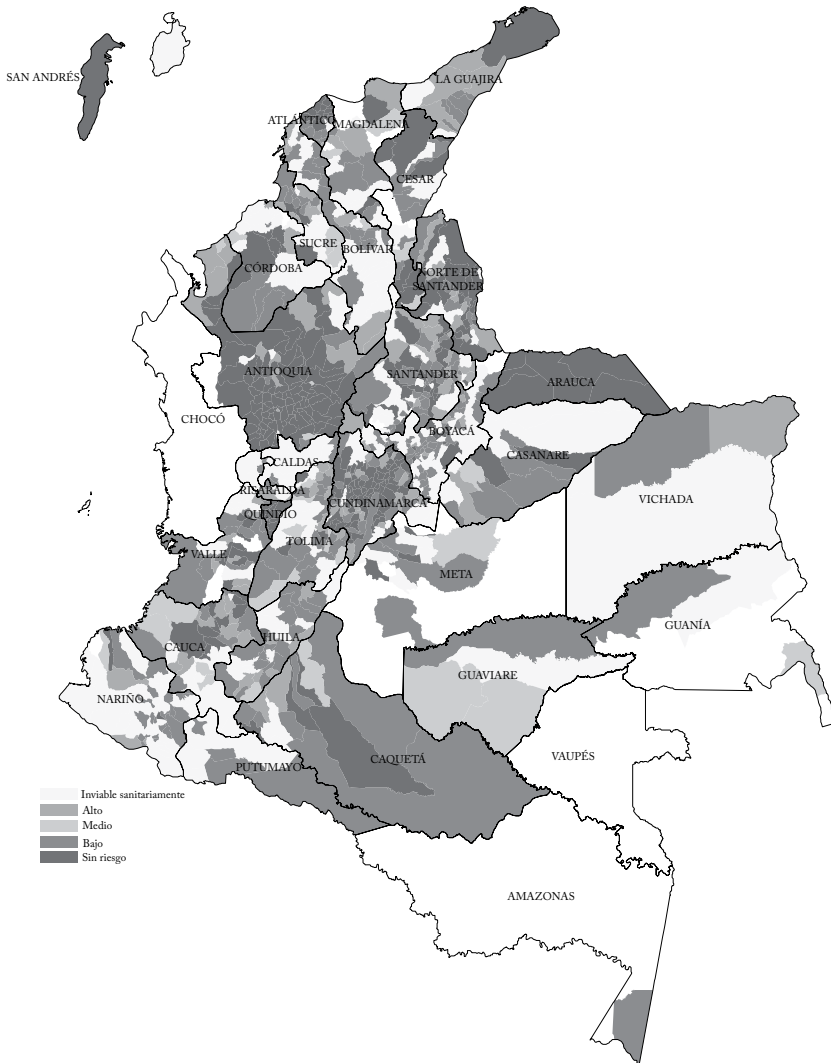 SAN ANDRÉS
LA GUAJIRA
ATLÁNTICO
MAGDALENA
CESAR
SUCRE
BOLÍVAR
CÓRDOBA
NORTE DE
SANTANDER
ANTIOQUIA
SANTANDER
ARAUCA
CHOCÓ
BOYACÁ
CALDAS
CASANARE
RISARALDA
VICHADA
CUNDINAMARCA
QUINDIO
TOLIMA
VALLE
META
GUANÍA
HUILA
CAUCA
GUAVIARE
NARIÑO
CAQUETÁ
VAUPÉS
PUTUMAYO
Inviable sanitariamente
Alto
Medio
Bajo
Sin riesgo
AMAZONAS